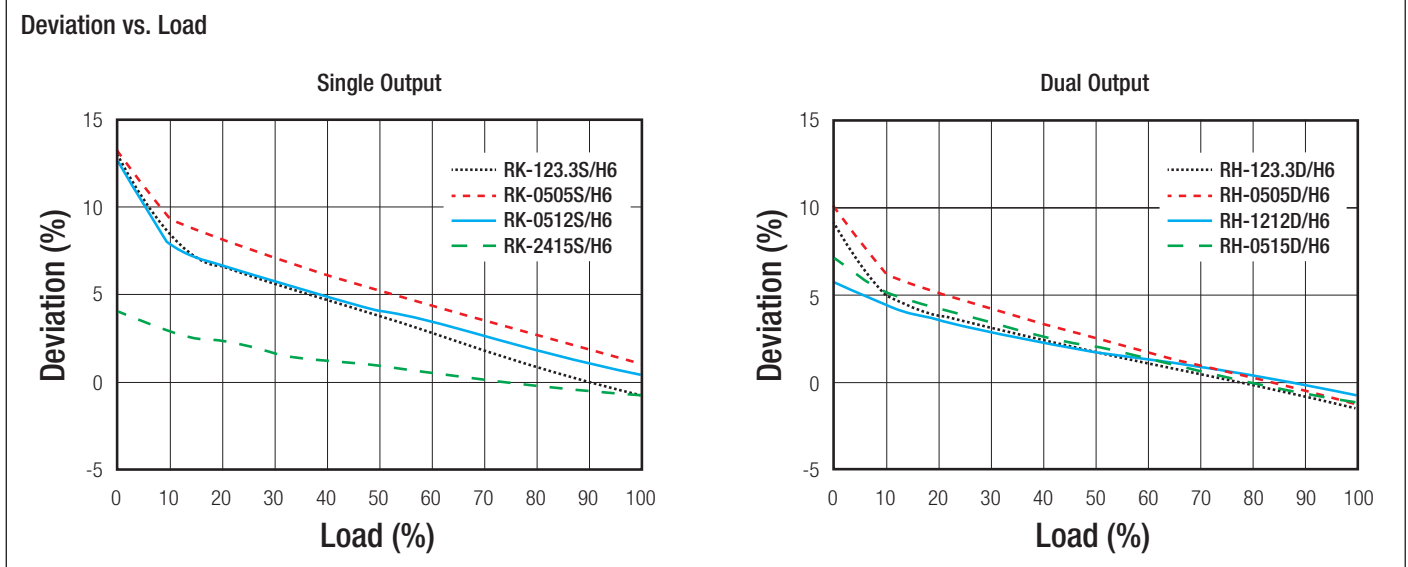 Deviation vs. Load
Single Output
Deviation (%)
15
10
5
0
-5
RK-123.3S/H6
RK-0505S/H6
RK-0512S/H6
RK-2415S/H6
0 10 20 30 40 50 60 70 80 90 100
Load (%)
Dual Output
Deviation (%)
15
10
5
0
-5
RH-123.3D/H6
RH-0505D/H6
RH-1212D/H6
RH-0515D/H6
0 10 20 30 40 50 60 70 80 90 100
Load (%)